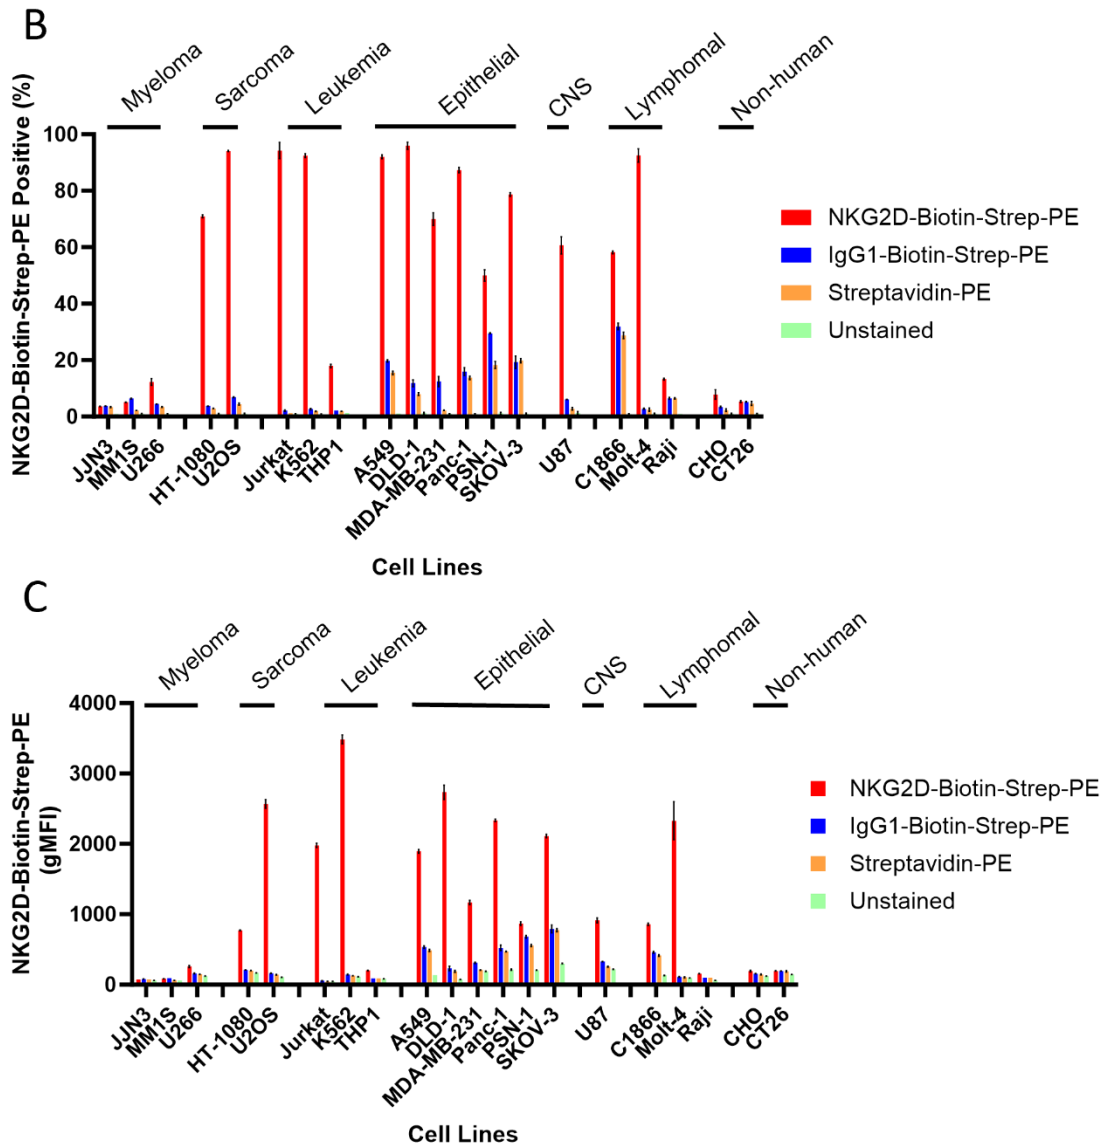 B
Myeloma
Sarcoma
Leukemia
Epithelial
CNS
Lymphomal
Non-human
NKG2D-Biotin-Strep-PE Positive (%)
100
80
60
40
20
0
JJN3
MM1S
U266
HT-1080
U2OS
Jurkat
K562
THP1
A549
DLD-1
MDA-MB-231
Panc-1
PSN-1
SKOV-3
U87
C1866
Molt-4
Raji
CHO
CT26
Cell Lines
NKG2D-Biotin-Strep-PE
IgG1-Biotin-Strep-PE
Streptavidin-PE
Unstained
C
Myeloma
Sarcoma
Leukemia
Epithelial
CNS
Lymphomal
Non-human
NKG2D-Biotin-Strep-PE
(gMFI)
4000
3000
2000
1000
0
JJN3
MM1S
U266
HT-1080
U2OS
Jurkat
K562
THP1
A549
DLD-1
MDA-MB-231
Panc-1
PSN-1
SKOV-3
U87
C1866
Molt-4
Raji
CHO
CT26
Cell Lines
NKG2D-Biotin-Strep-PE
IgG1-Biotin-Strep-PE
Streptavidin-PE
Unstained